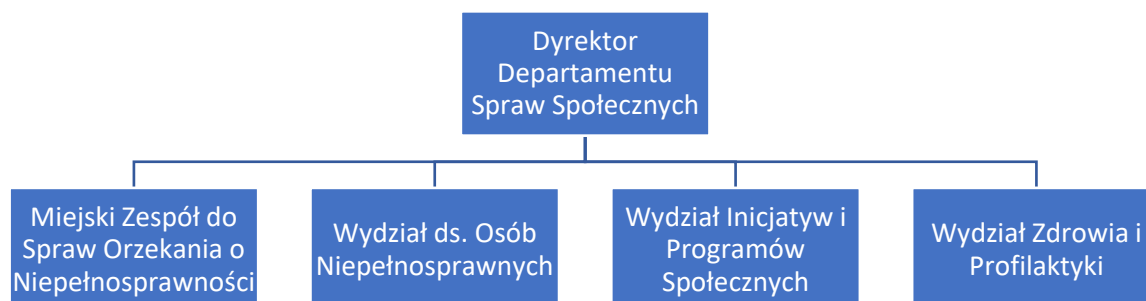 Dyrektor
Departamentu
Spraw Społecznych
Miejski Zespół do
Spraw Orzekania o
Niepełnosprawności
Wydział ds. Osób
Niepełnosprawnych
Wydział Inicjatyw i
Programów
Społecznych
Wydział Zdrowia i
Profilaktyki